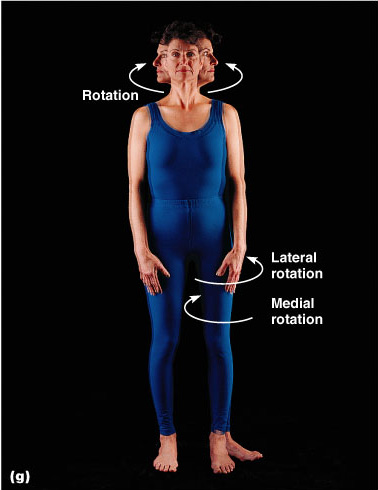 Rotation
Lateral
rotation
Medial
rotation
(g)